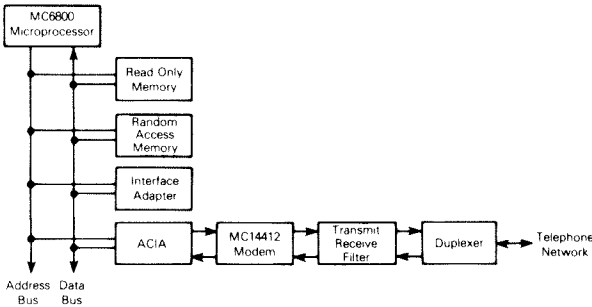 MC6800
Microprocessor
Read Only
Memory
Random
Access
Memory
Interface
Adapter
ACIA
MC14412
Modem
Transmit
Receive
Filter
Duplexer
Telephone
Network
Address
Bus
Data
Bus